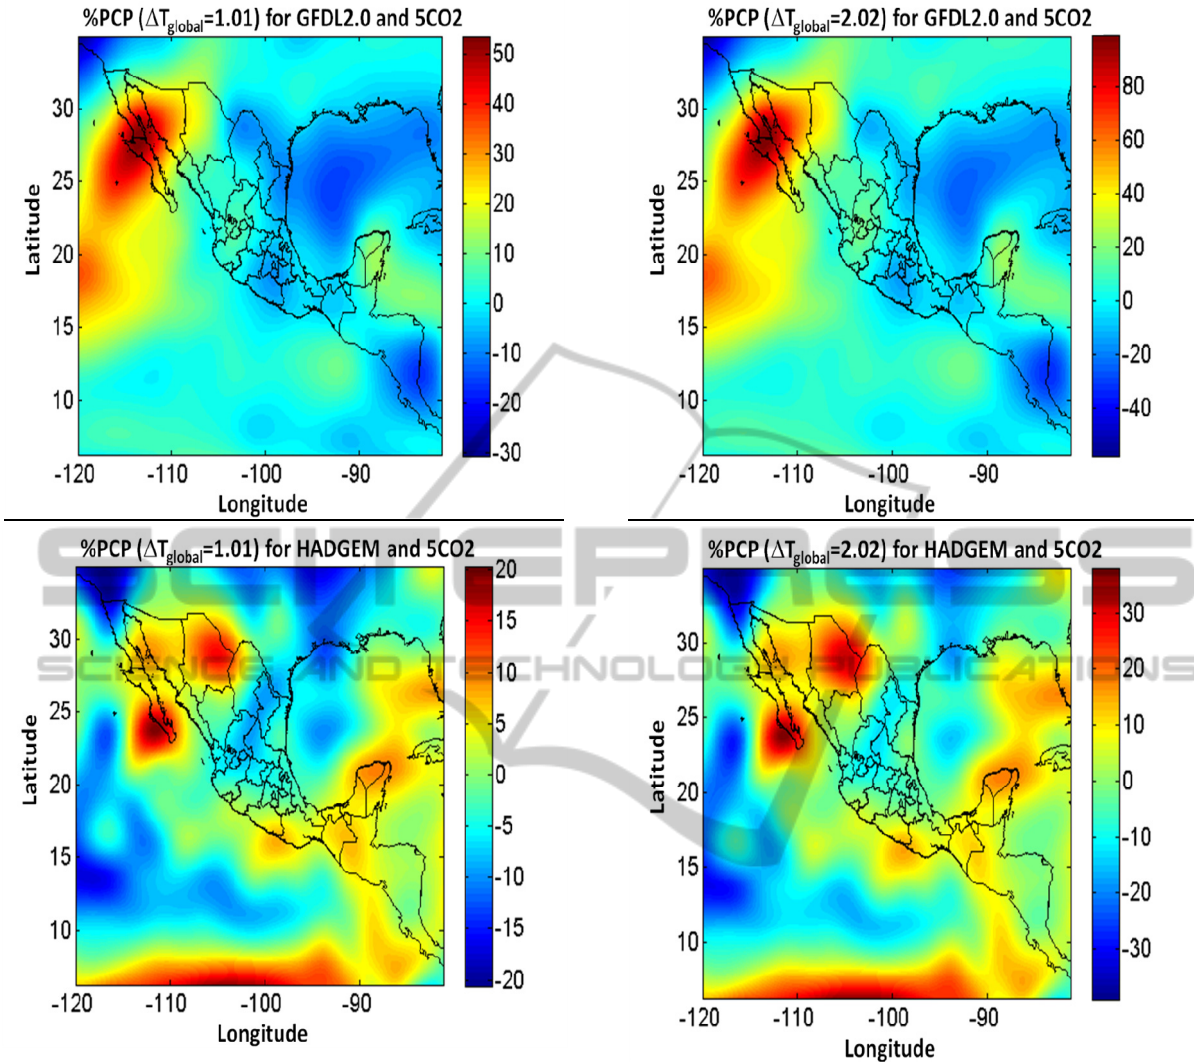 %PCP (ΔTglobal=1.01) for GFDL2.0 and 5CO2
50
40
30
20
10
0
-10
-20
-30
30
25
20
15
10
Latitude
-120 -110 -100 -90
Longitude
%PCP (ΔTglobal=2.02) for GFDL2.0 and 5CO2
80
60
40
20
0
-20
-40
30
25
20
15
10
Latitude
-120 -110 -100 -90
Longitude
SCITEPRESS
SCIENCE AND TECHNOLOGY PUBLICATIONS
%PCP (ΔTglobal=1.01) for HADGEM and 5CO2
20
15
10
5
0
-5
-10
-15
-20
30
25
20
15
10
Latitude
-120 -110 -100 -90
Longitude
%PCP (ΔTglobal=2.02) for HADGEM and 5CO2
30
20
10
0
-10
-20
-30
30
25
20
15
10
Latitude
-120 -110 -100 -90
Longitude